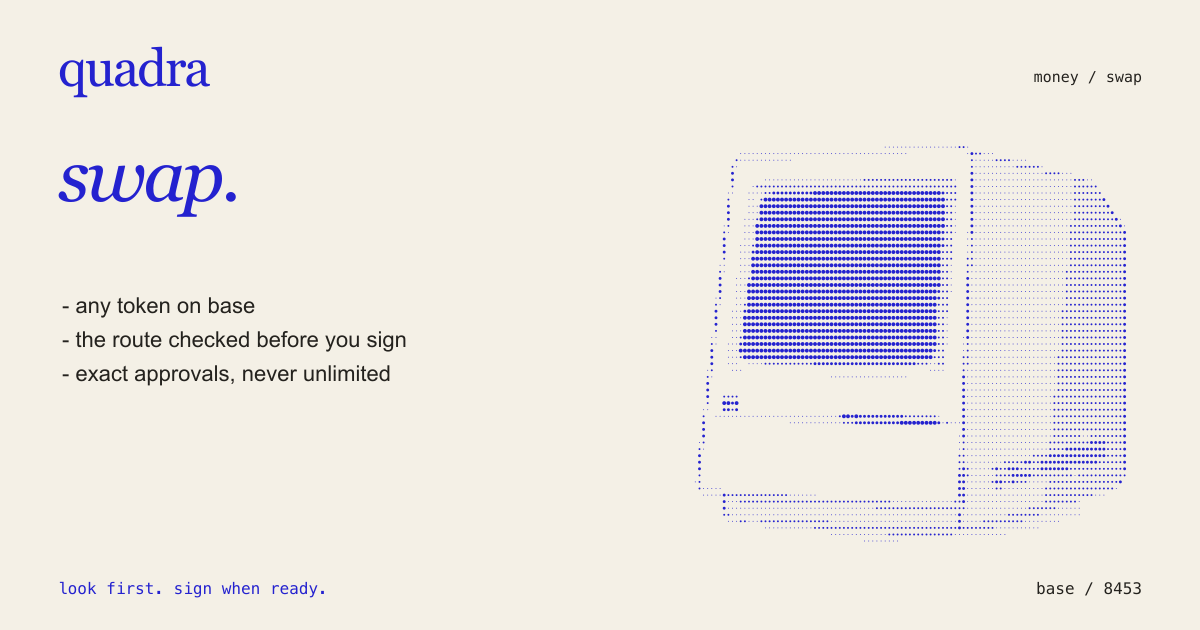 quadra
money / swap
swap.
- any token on base
- the route checked before you sign
- exact approvals, never unlimited
look first. sign when ready.
base / 8453